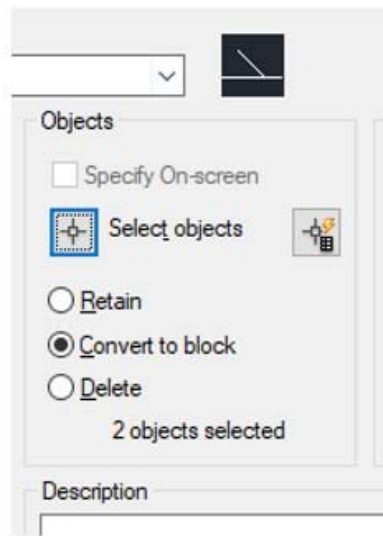 Objects
Specify On-screen
Select objects
Retain
Convert to block
Delete
2 objects selected
Description